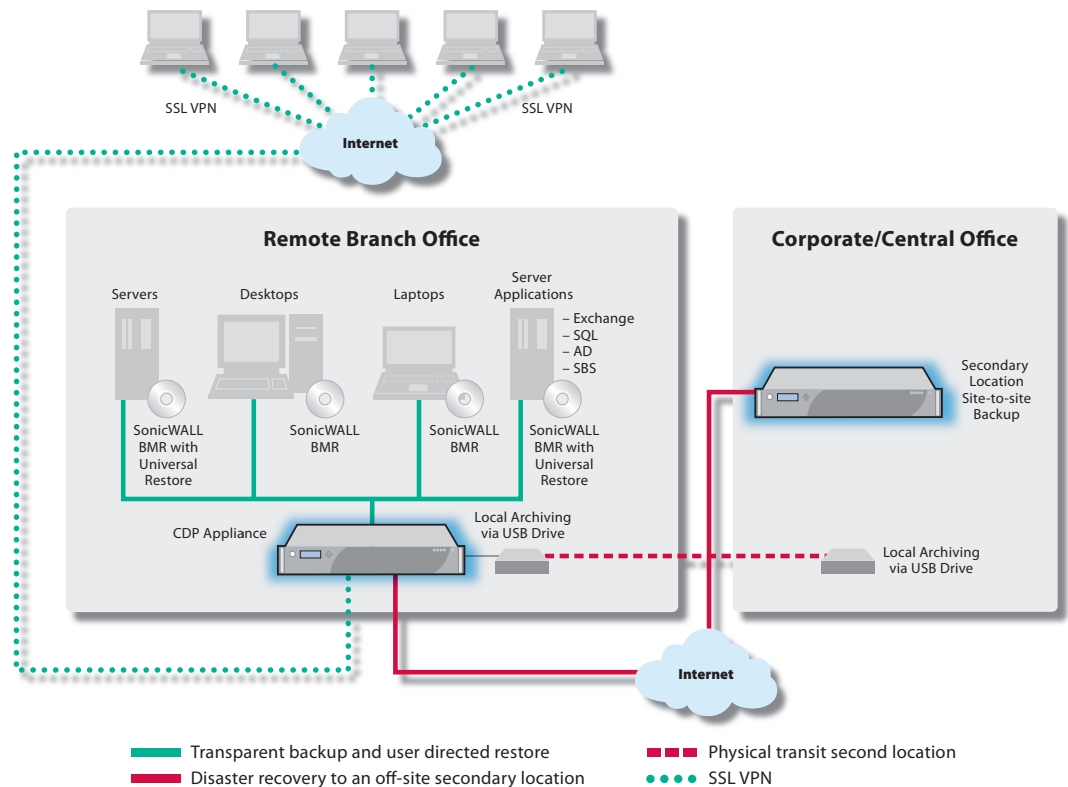 SSL VPN
SSL VPN
Internet
Remote Branch Office
Corporate/Central Office
Servers
Desktops
Laptops
Server
Applications
– Exchange
– SQL
– AD
– SBS
SonicWALL
BMR with
Universal
Restore
SonicWALL
BMR
SonicWALL
BMR
SonicWALL
BMR with
Universal
Restore
Secondary
Location
Site-to-site
Backup
CDP Appliance
Local Archiving
via USB Drive
Local Archiving
via USB Drive
Internet
Transparent backup and user directed restore
Disaster recovery to an off-site secondary location
Physical transit second location
SSL VPN